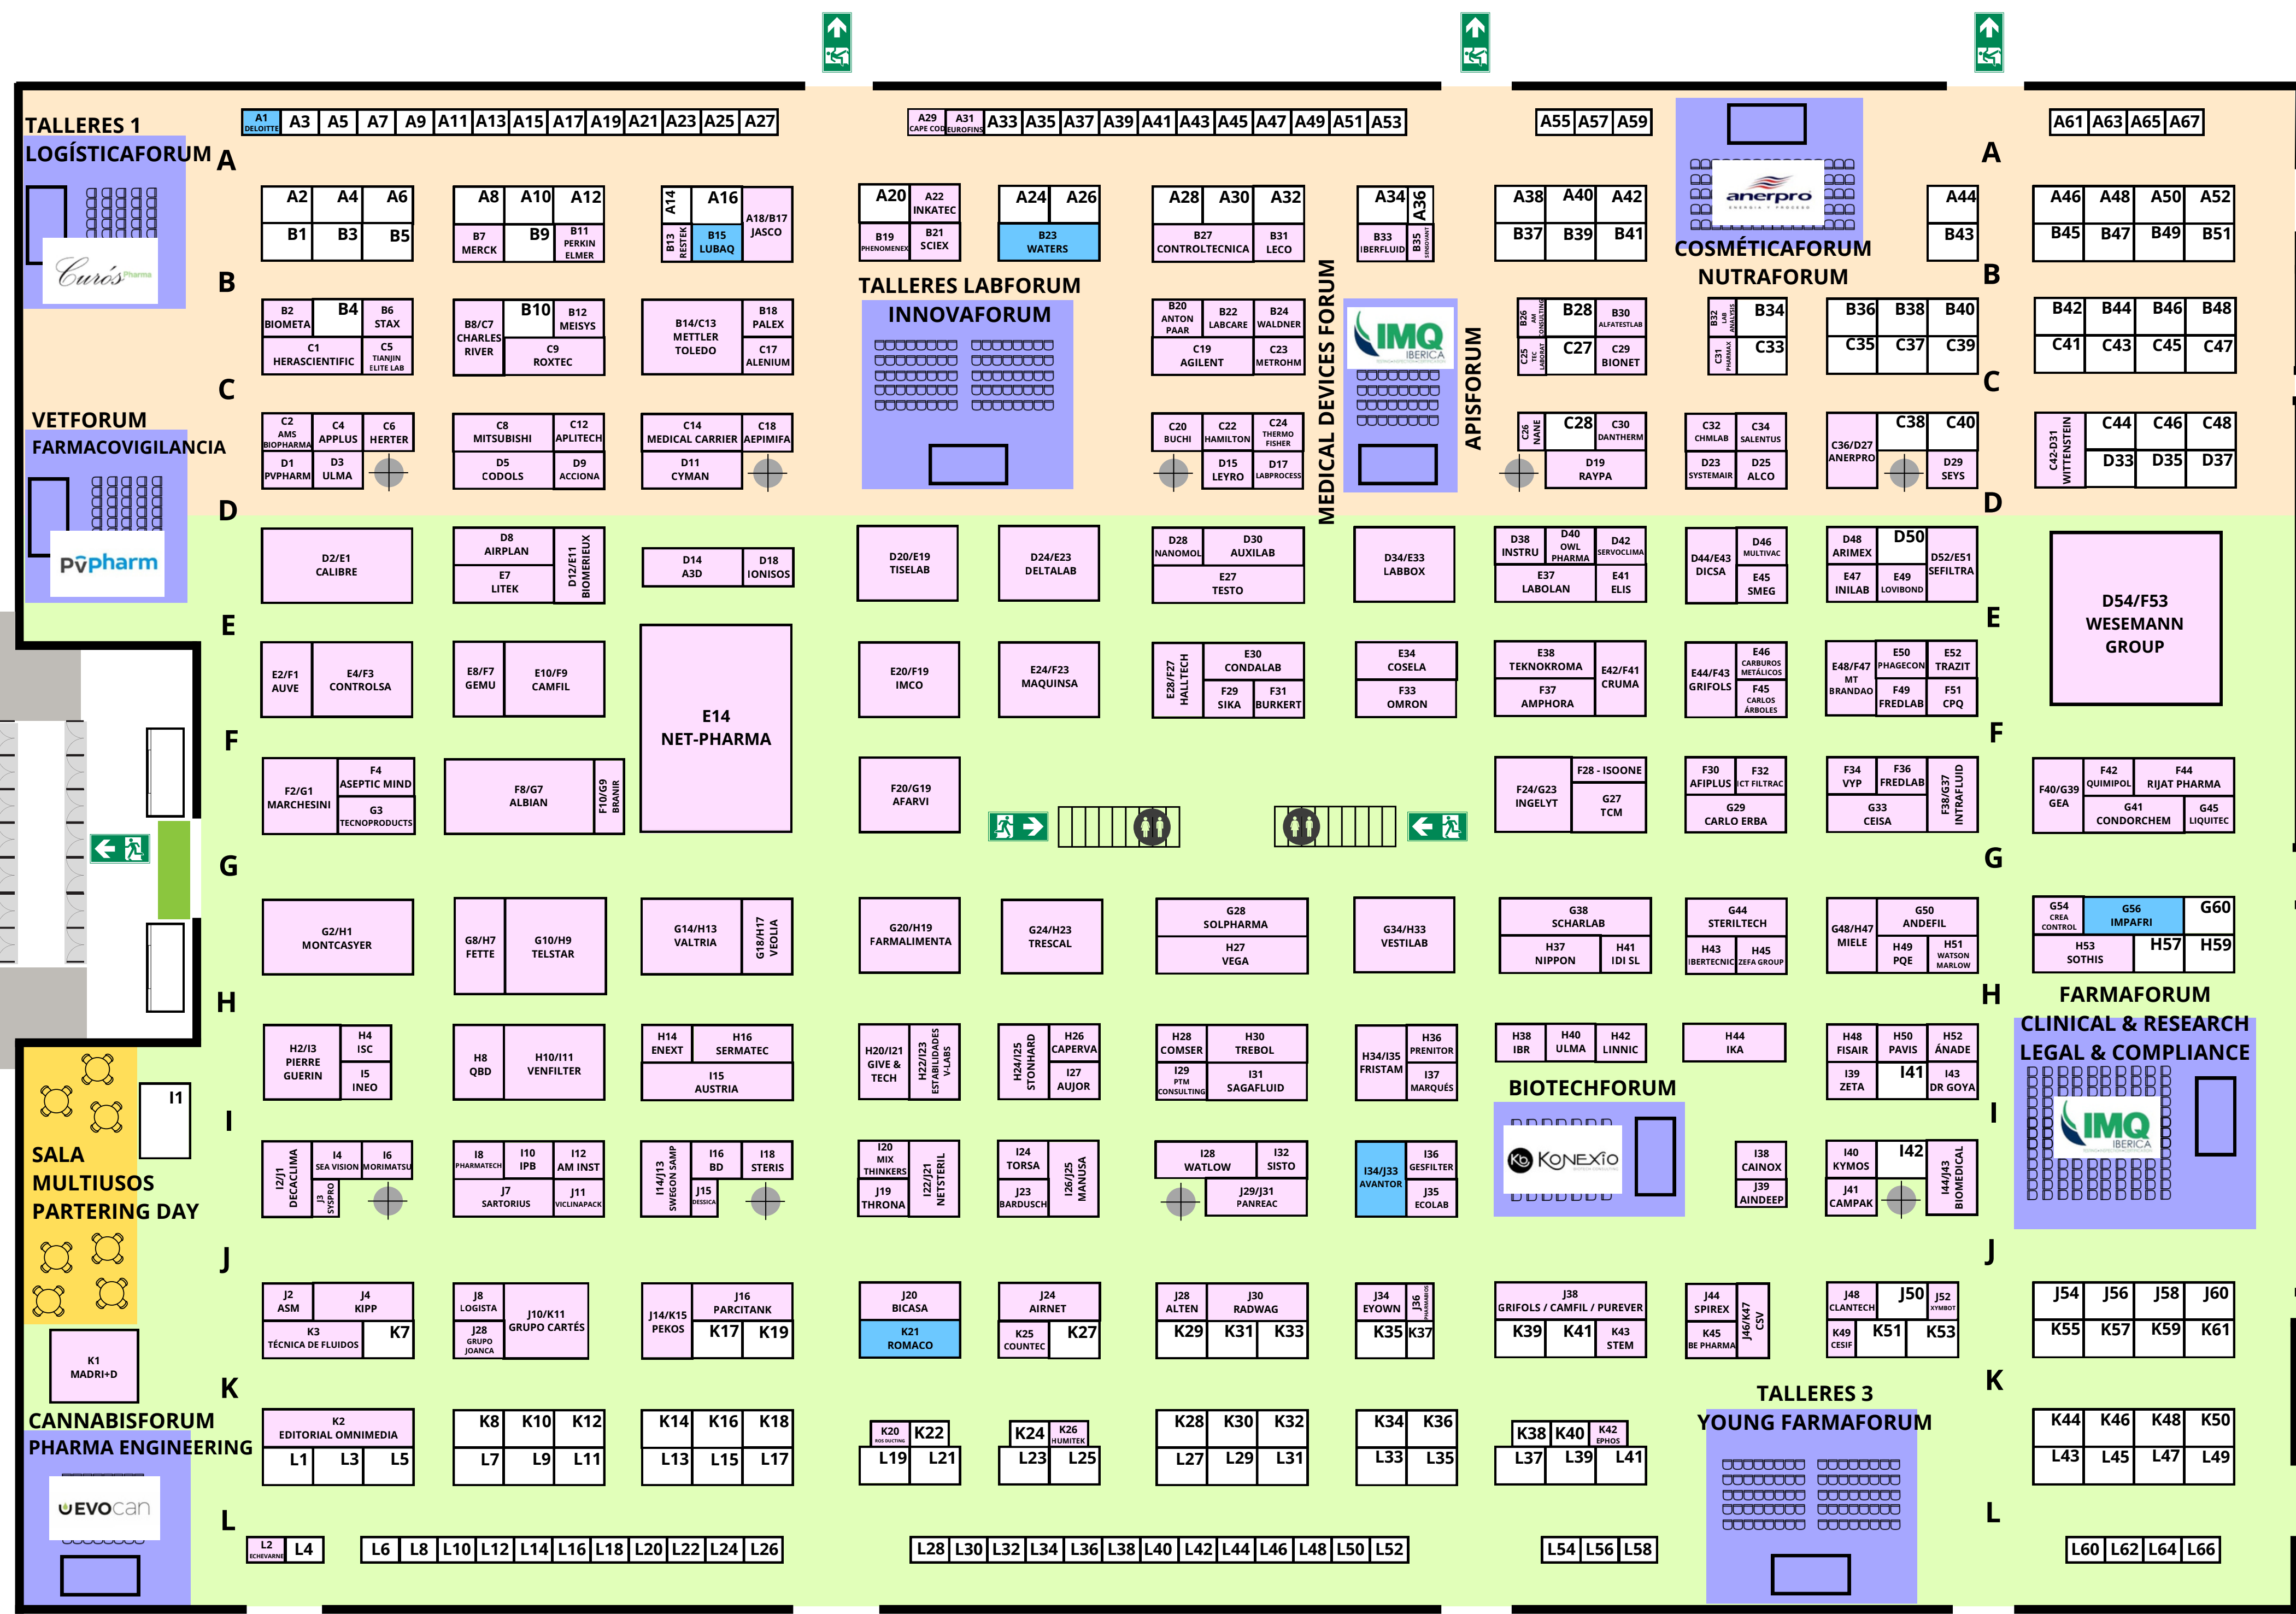 TALLERES 1
LOGÍSTICAFORUM
A1
DELOITTE
A3 A5 A7 A9 A11 A13 A15 A17 A19 A21 A23 A25 A27
A29
CAPE COD
A31
EUROFINS
A33 A35 A37 A39 A41 A43 A45 A47 A49 A51 A53
A55 A57 A59
A61 A63 A65 A67
A
A
anerpro
ENERGÍA Y PROCESO
COSMÉTICAFORUM
NUTRAFORUM
A2 A4 A6
B1 B3 B5
A8 A10 A12
B7
MERCK
B9
B11
PERKIN
ELMER
A14
A16
A18/B17
JASCO
B13
RESTEK
B15
LUBAQ
A20
A22
INKATEC
B19
PHENOMENEX
B21
SCIEX
A24 A26
B23
WATERS
A28 A30 A32
B27
CONTROLTECNICA
B31
LECO
A34 A36
B33
IBERFLUID
B35
A38 A40 A42
B37 B39 B41
A44
B43
A46 A48 A50 A52
B45 B47 B49 B51
Curós Pharma
B
B
TALLERES LABFORUM
INNOVAFORUM
MEDICAL DEVICES FORUM
IMQ
IBERICA
APISFORUM
B2
BIOMETA
B4
B6
STAX
C1
HERASCIENTIFIC
C5
TIANJIN
ELITE LAB
B8/C7
CHARLES
RIVER
B10
B12
MEISYS
C9
ROXTEC
B14/C13
METTLER
TOLEDO
B18
PALEX
C17
ALENIUM
B20
ANTON
PAAR
B22
LABCARE
B24
WALDNER
C19
AGILENT
C23
METROHM
B26
AM
CONSULTING
B28
B30
ALFATESTLAB
C25
TEC
LABORAT
C27
C29
BIONET
B32
LAB
ANALYSIS
B34
C31
PHARMAX
C33
B36 B38 B40
C35 C37 C39
B42 B44 B46 B48
C41 C43 C45 C47
C
C
VETFORUM
FARMACOVIGILANCIA
Pvpharm
C2
AMS
BIOPHARMA
C4
APPLUS
C6
HERTER
D1
PVPHARM
D3
ULMA
C8
MITSUBISHI
C12
APLITECH
D5
CODOLS
D9
ACCIONA
C14
MEDICAL CARRIER
C18
AEPIMIFA
D11
CYMAN
C20
BUCHI
C22
HAMILTON
C24
THERMO
FISHER
D15
LEYRO
D17
LABPROCESS
C26
NANE
C28
C30
DANTHERM
D19
RAYPA
C32
CHMLAB
C34
SALENTUS
D23
SYSTEMAIR
D25
ALCO
C36/D27
ANERPRO
C38 C40
D29
SEYS
C42-D31
WITTENSTEIN
C44 C46 C48
D33 D35 D37
D
D
D2/E1
CALIBRE
D8
AIRPLAN
E7
LITEK
D12/E11
BIOMERIEUX
D14
A3D
D18
IONISOS
D20/E19
TISELAB
D24/E23
DELTALAB
D28
NANOMOL
D30
AUXILAB
E27
TESTO
D34/E33
LABBOX
D38
INSTRU
D40
OWL
PHARMA
D42
SERVOCLIMA
E37
LABOLAN
E41
ELIS
D44/E43
DICSA
D46
MULTIVAC
E45
SMEG
D48
ARIMEX
D50
D52/E51
SEFILTRA
E47
INILAB
E49
LOVIBOND
D54/F53
WESEMANN
GROUP
E
E
E2/F1
AUVE
E4/F3
CONTROLSA
E8/F7
GEMU
E10/F9
CAMFIL
E14
NET-PHARMA
E20/F19
IMCO
E24/F23
MAQUINSA
E28/F27
HALLTECH
E30
CONDALAB
F29
SIKA
F31
BURKERT
E34
COSELA
F33
OMRON
E38
TEKNOKROMA
F37
AMPHORA
E42/F41
CRUMA
E44/F43
GRIFOLS
E46
CARBUROS
METÁLICOS
F45
CARLOS
ÁRBOLES
E48/F47
MT
BRANDAO
E50
PHAGECON
E52
TRAZIT
F49
FREDLAB
F51
CPQ
F
F
F2/G1
MARCHESINI
F4
ASEPTIC MIND
G3
TECNOPRODUCTS
F8/G7
ALBIAN
F10/G9
BRANIR
F20/G19
AFARVI
F24/G23
INGELYT
F28 - ISOONE
G27
TCM
F30
AFIPLUS
F32
ICT FILTRAC
G29
CARLO ERBA
F34
VYP
F36
FREDLAB
G33
CEISA
F38/G37
INTRAFLUID
F40/G39
GEA
F42
QUIMIPOL
F44
RIJAT PHARMA
G41
CONDORCHEM
G45
LIQUITEC
G
G
G2/H1
MONTCASYER
G8/H7
FETTE
G10/H9
TELSTAR
G14/H13
VALTRIA
G18/H17
VEOLIA
G20/H19
FARMALIMENTA
G24/H23
TRESCAL
G28
SOLPHARMA
H27
VEGA
G34/H33
VESTILAB
G38
SCHARLAB
H37
NIPPON
H41
IDI SL
G44
STERILTECH
H43
IBERTECNIC
H45
ZEFA GROUP
G48/H47
MIELE
G50
ANDEFIL
H49
PQE
H51
WATSON
MARLOW
G54
CREA
CONTROL
G56
IMPAFRI
G60
H53
SOTHIS
H57 H59
H
H
FARMAFORUM
CLINICAL & RESEARCH
LEGAL & COMPLIANCE
IMQ
IBERICA
H2/I3
PIERRE
GUERIN
H4
ISC
I5
INEO
H8
QBD
H10/I11
VENFILTER
H14
ENEXT
H16
SERMATEC
I15
AUSTRIA
H20/I21
GIVE &
TECH
H22/I23
ESTABILIDADES
V-LABS
H24/I25
STONHARD
H26
CAPERVA
I27
AUJOR
H28
COMSER
H30
TREBOL
I29
PTM
CONSULTING
I31
SAGAFLUID
H34/I35
FRISTAM
H36
PRENITOR
I37
MARQUÉS
H38
IBR
H40
ULMA
H42
LINNIC
H44
IKA
H48
FISAIR
H50
PAVIS
H52
ÁNADE
I39
ZETA
I41
I43
DR GOYA
BIOTECHFORUM
Kb
KONEXIO
I1
I
I
SALA
MULTIUSOS
PARTERING DAY
I2/J1
DECACLIMA
I4
SEA VISION
I6
MORIMATSU
J3
SYSPRO
I8
PHARMATECH
I10
IPB
I12
AM INST
J7
SARTORIUS
J11
VICLINAPACK
I14/J13
SWEGON SAMP
I16
BD
I18
STERIS
J15
DESSICA
I20
MIX
THINKERS
J19
THRONA
I22/J21
NETSTERIL
I24
TORSA
J23
BARDUSCH
I26/J25
MANUSA
I28
WATLOW
I32
SISTO
J29/J31
PANREAC
I34/J33
AVANTOR
I36
GESFILTER
J35
ECOLAB
I38
CAINOX
J39
AINDEEP
I40
KYMOS
I42
J41
CAMPAK
I44/J43
BIOMEDICAL
J
J
J2
ASM
J4
KIPP
K3
TÉCNICA DE FLUIDOS
K7
J8
LOGISTA
J28
GRUPO
JOANCA
J10/K11
GRUPO CARTÉS
J14/K15
PEKOS
J16
PARCITANK
K17 K19
J20
BICASA
K21
ROMACO
J24
AIRNET
K25
COUNTEC
K27
J28
ALTEN
J30
RADWAG
K29 K31 K33
J34
EYOWN
J36
PHARMABIOS
K35 K37
J38
GRIFOLS / CAMFIL / PUREVER
K39 K41
K43
STEM
J44
SPIREX
K45
BE PHARMA
J46/K47
CSV
J48
CLANTECH
J50
J52
XYMBOT
K49
CESIF
K51 K53
J54 J56 J58 J60
K55 K57 K59 K61
K1
MADRI+D
K
K
CANNABISFORUM
PHARMA ENGINEERING
EVOCAN
TALLERES 3
YOUNG FARMAFORUM
K2
EDITORIAL OMNIMEDIA
L1 L3 L5
K8 K10 K12
L7 L9 L11
K14 K16 K18
L13 L15 L17
K20
ROS DUCTING
K22
L19 L21
K24
K26
HUMITEK
L23 L25
K28 K30 K32
L27 L29 L31
K34 K36
L33 L35
K38 K40
K42
EPHOS
L37 L39 L41
K44 K46 K48 K50
L43 L45 L47 L49
L
L
L2
ECHEVARNE
L4
L6 L8 L10 L12 L14 L16 L18 L20 L22 L24 L26
L28 L30 L32 L34 L36 L38 L40 L42 L44 L46 L48 L50 L52
L54 L56 L58
L60 L62 L64 L66